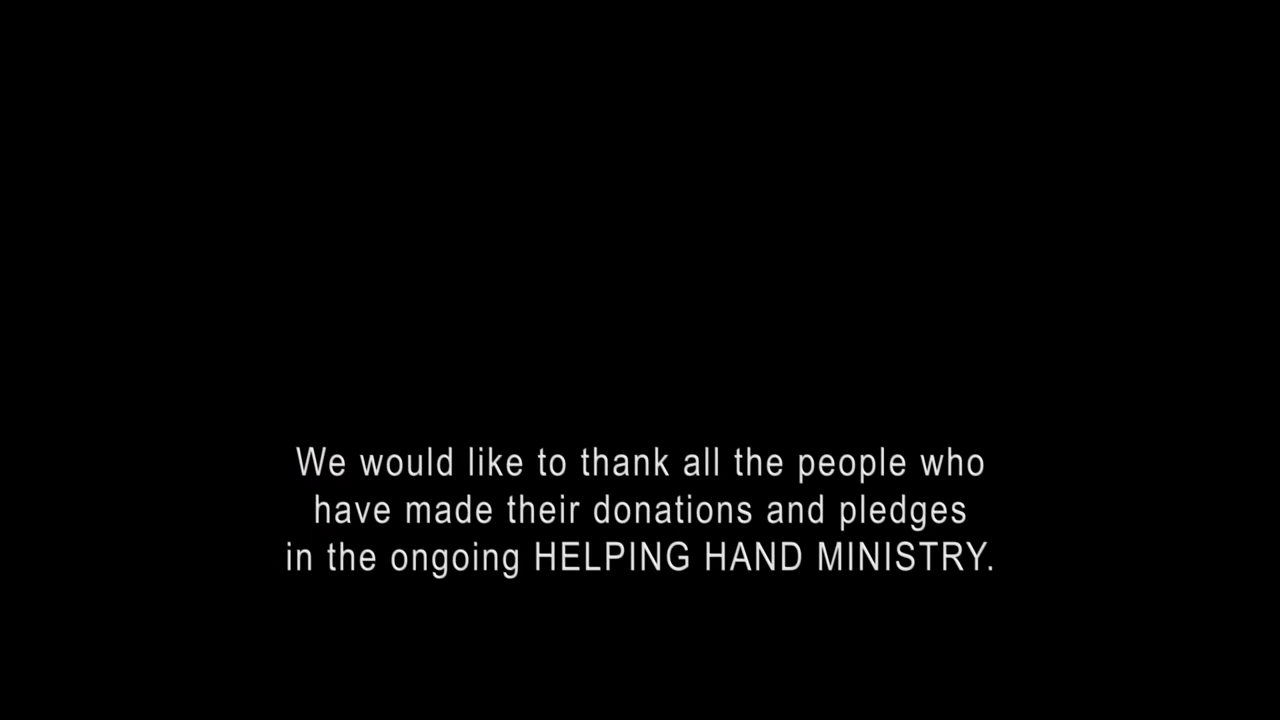 We would like to thank all the people who
have made their donations and pledges
in the ongoing HELPING HAND MINISTRY.